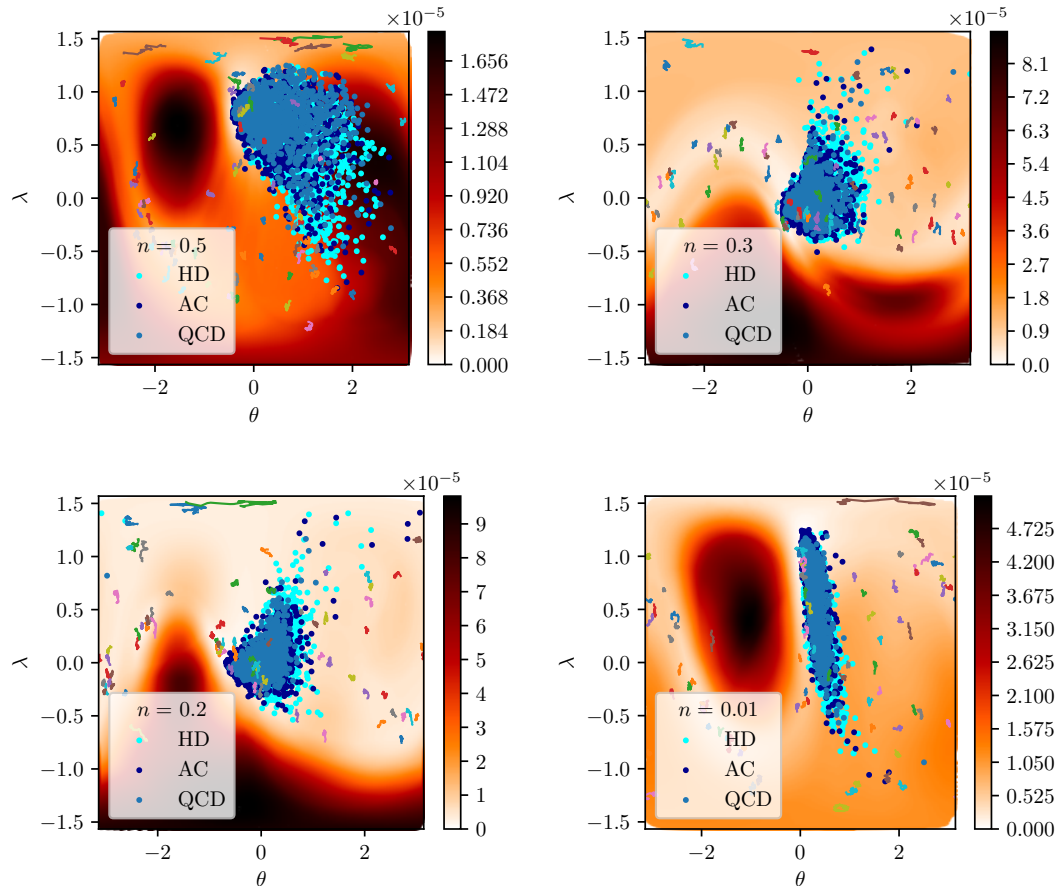 ×10⁻⁵ ×10⁻⁵
1.5 1.0 0.5 0.0 −0.5 −1.0 −1.5
λ
n = 0.5
HD
AC
QCD
−2 0 2
θ
1.656 1.472 1.288 1.104 0.920 0.736 0.552 0.368 0.184 0.000
1.5 1.0 0.5 0.0 −0.5 −1.0 −1.5
λ
n = 0.3
HD
AC
QCD
−2 0 2
θ
8.1 7.2 6.3 5.4 4.5 3.6 2.7 1.8 0.9 0.0
×10⁻⁵ ×10⁻⁵
1.5 1.0 0.5 0.0 −0.5 −1.0 −1.5
λ
n = 0.2
HD
AC
QCD
−2 0 2
θ
9 8 7 6 5 4 3 2 1 0
1.5 1.0 0.5 0.0 −0.5 −1.0 −1.5
λ
n = 0.01
HD
AC
QCD
−2 0 2
θ
4.725 4.200 3.675 3.150 2.625 2.100 1.575 1.050 0.525 0.000